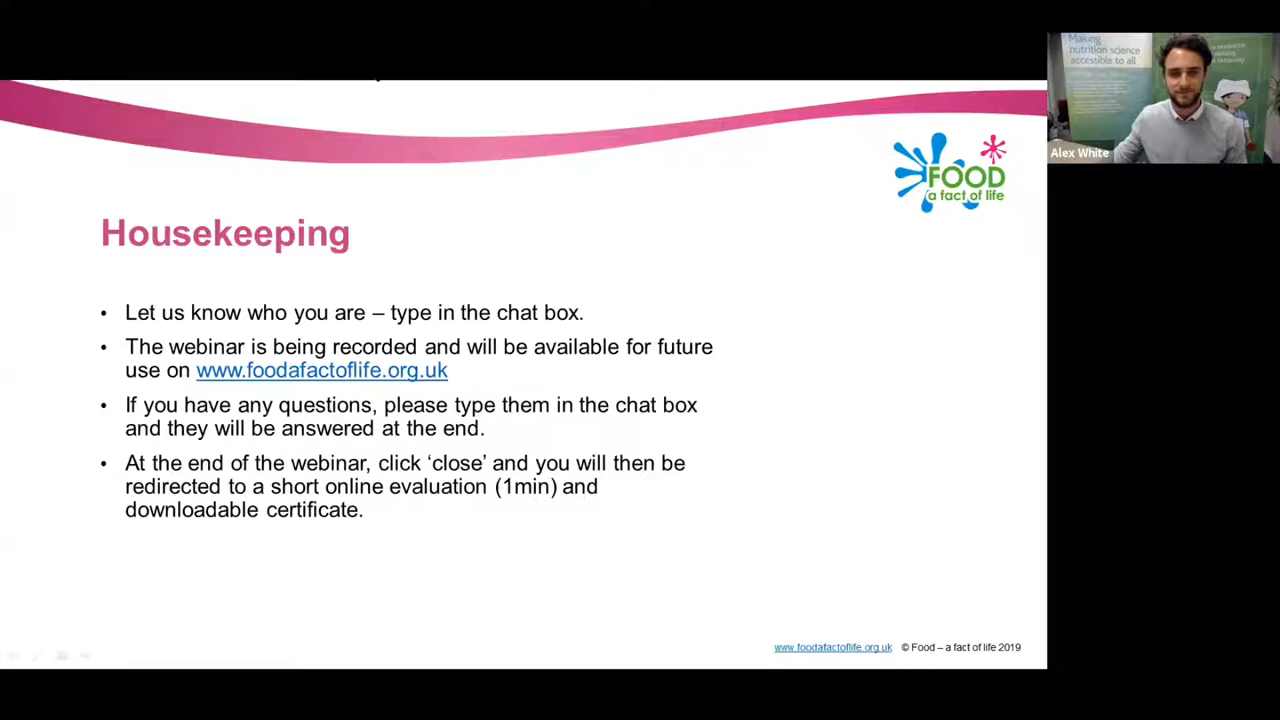 Making
nutrition science
accessible to all
Alex White
FOOD
a fact of life
Housekeeping
• Let us know who you are – type in the chat box.
• The webinar is being recorded and will be available for future
use on www.foodafactoflife.org.uk
• If you have any questions, please type them in the chat box
and they will be answered at the end.
• At the end of the webinar, click ‘close’ and you will then be
redirected to a short online evaluation (1min) and
downloadable certificate.
www.foodafactoflife.org.uk © Food – a fact of life 2019